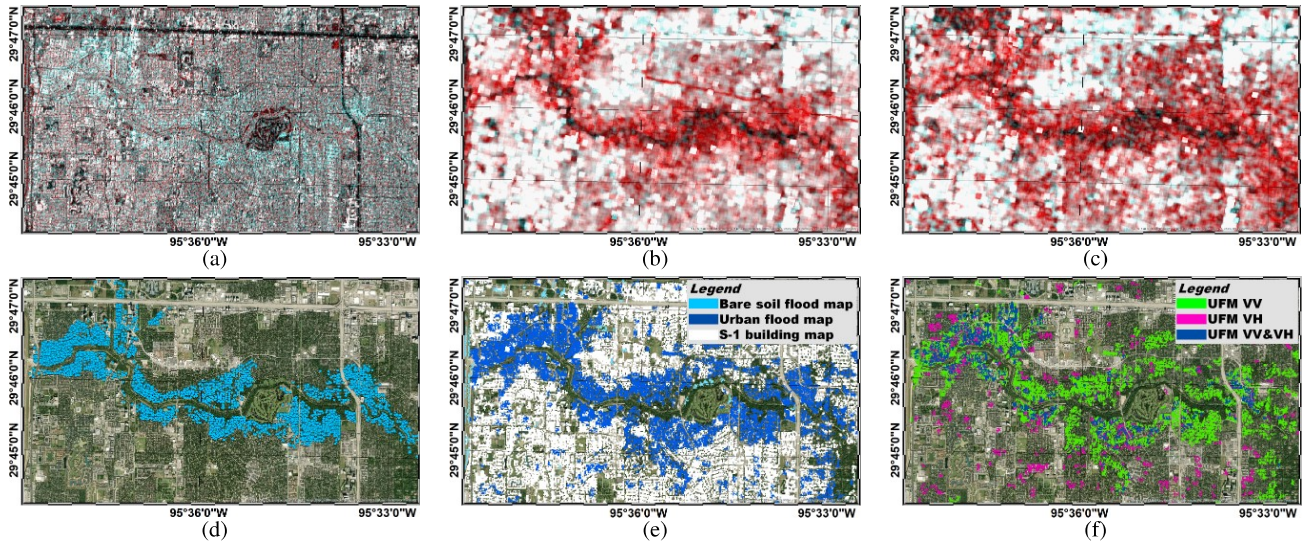 29°47'0"N
29°46'0"N
29°45'0"N
95°36'0"W
95°33'0"W
(a)
29°47'0"N
29°46'0"N
29°45'0"N
95°36'0"W
95°33'0"W
(b)
29°47'0"N
29°46'0"N
29°45'0"N
95°36'0"W
95°33'0"W
(c)
29°47'0"N
29°46'0"N
29°45'0"N
95°36'0"W
95°33'0"W
(d)
Legend
Bare soil flood map
Urban flood map
S-1 building map
29°47'0"N
29°46'0"N
29°45'0"N
95°36'0"W
95°33'0"W
(e)
Legend
UFM VV
UFM VH
UFM VV&VH
29°47'0"N
29°46'0"N
29°45'0"N
95°36'0"W
95°33'0"W
(f)